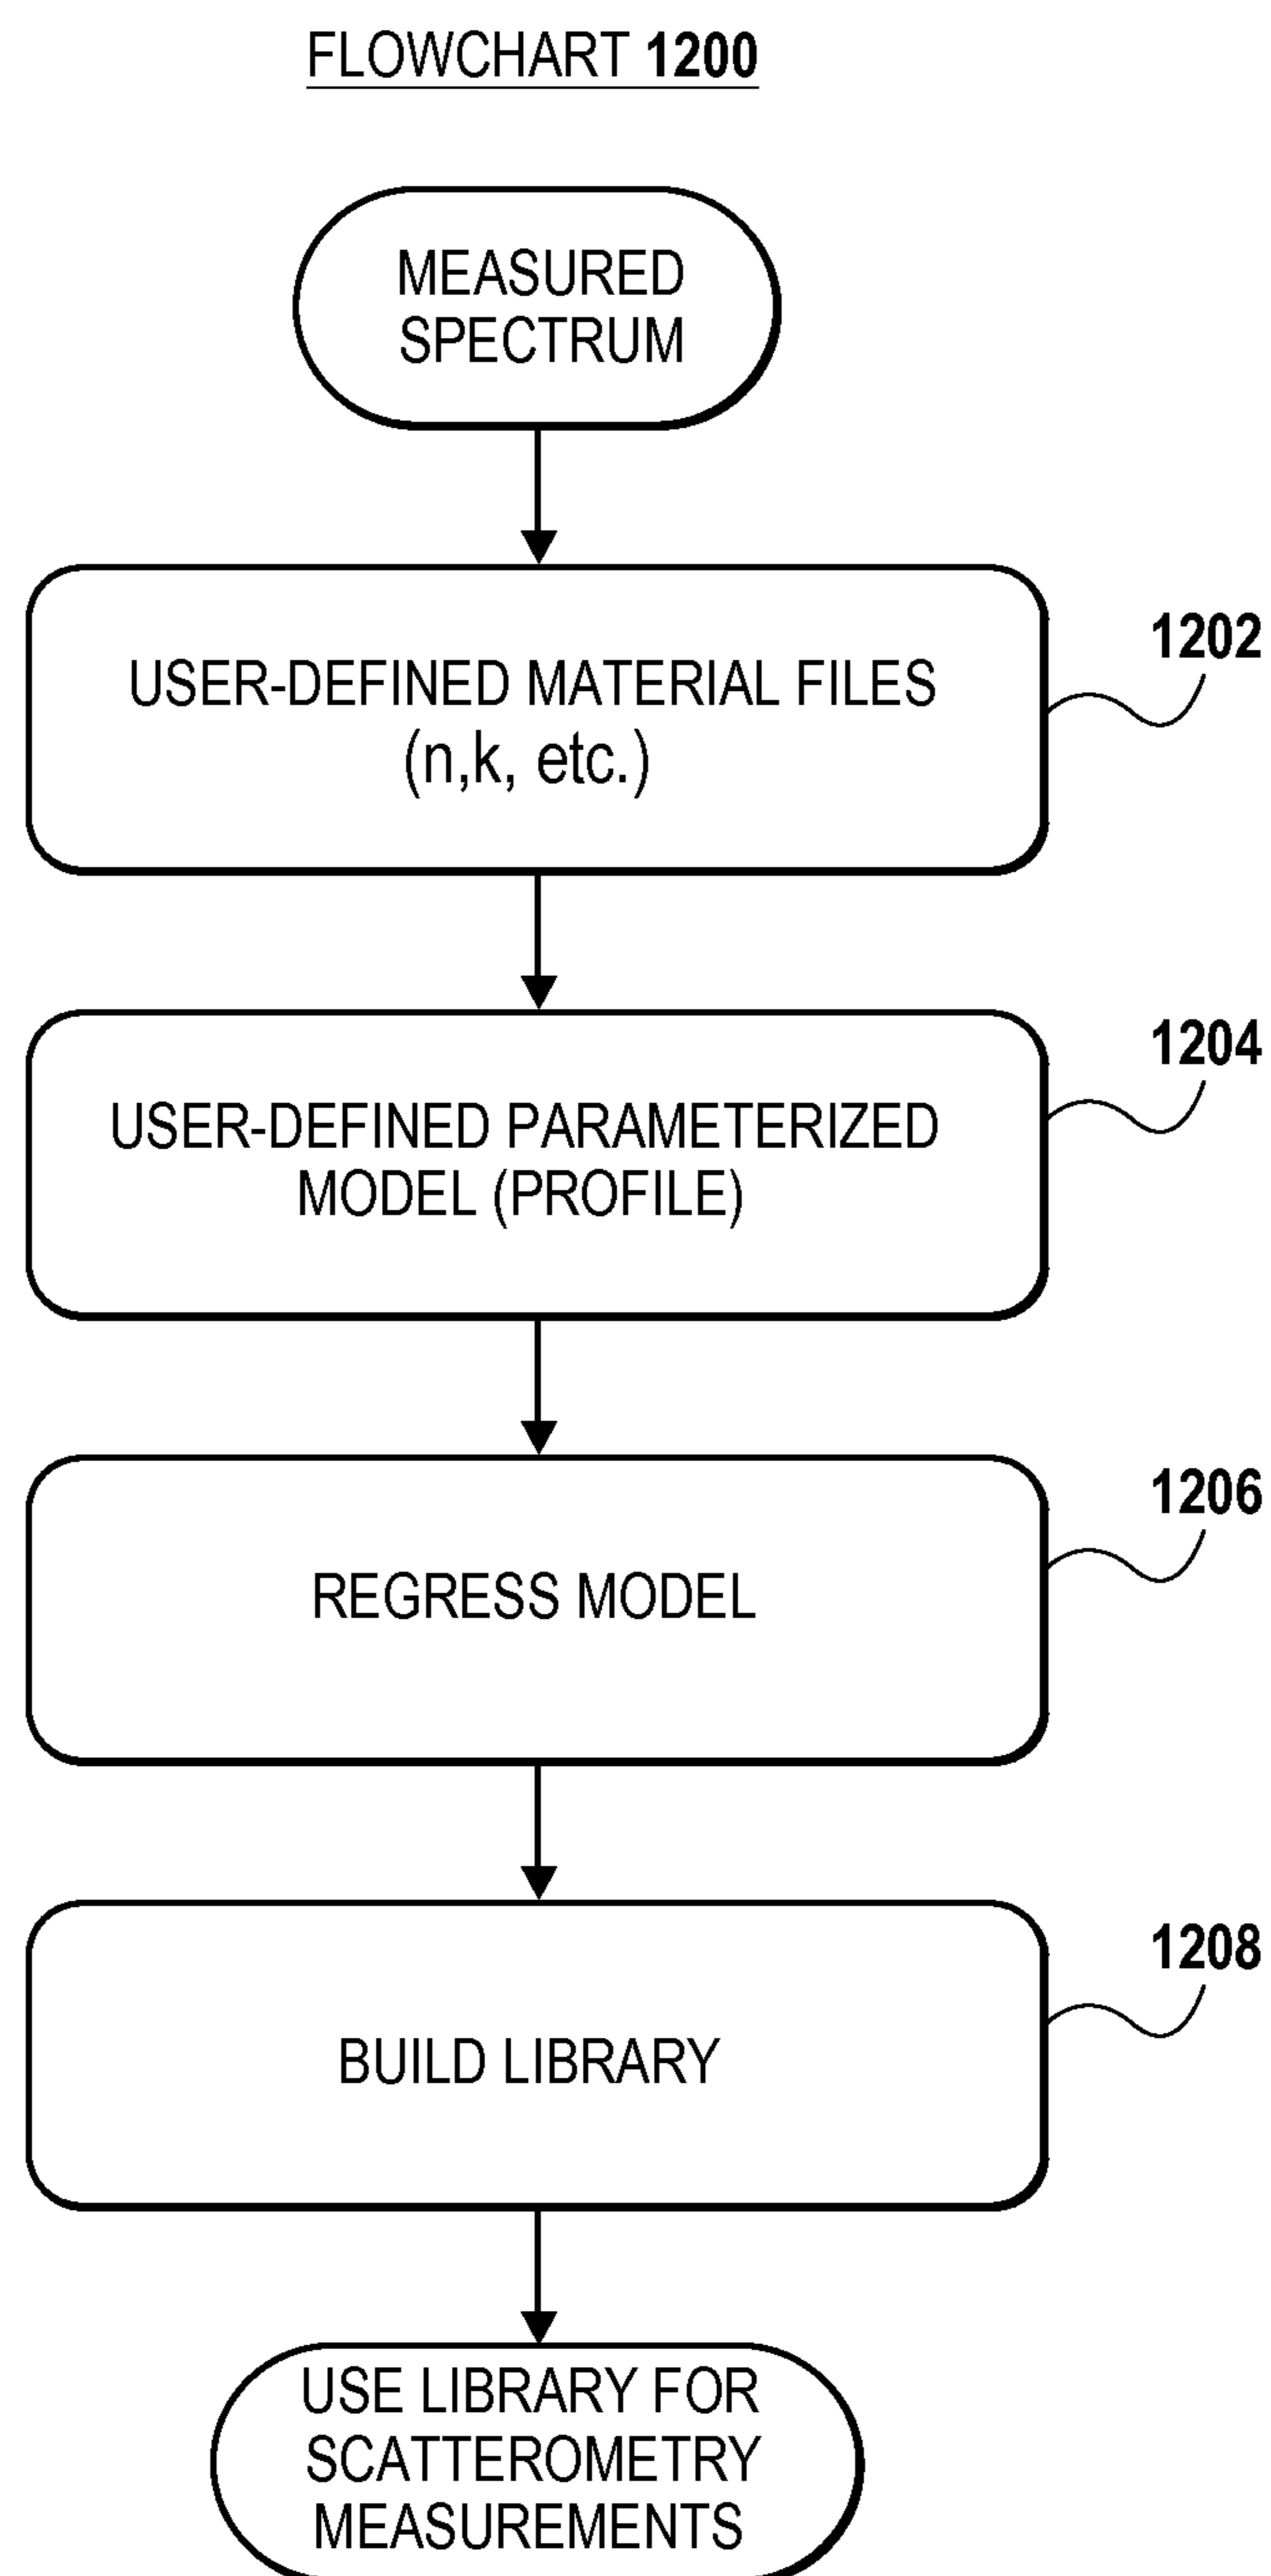 FLOWCHART 1200
MEASURED
SPECTRUM
USER-DEFINED MATERIAL FILES
(n,k, etc.)
1202
USER-DEFINED PARAMETERIZED
MODEL (PROFILE)
1204
REGRESS MODEL
1206
BUILD LIBRARY
1208
USE LIBRARY FOR
SCATTEROMETRY
MEASUREMENTS